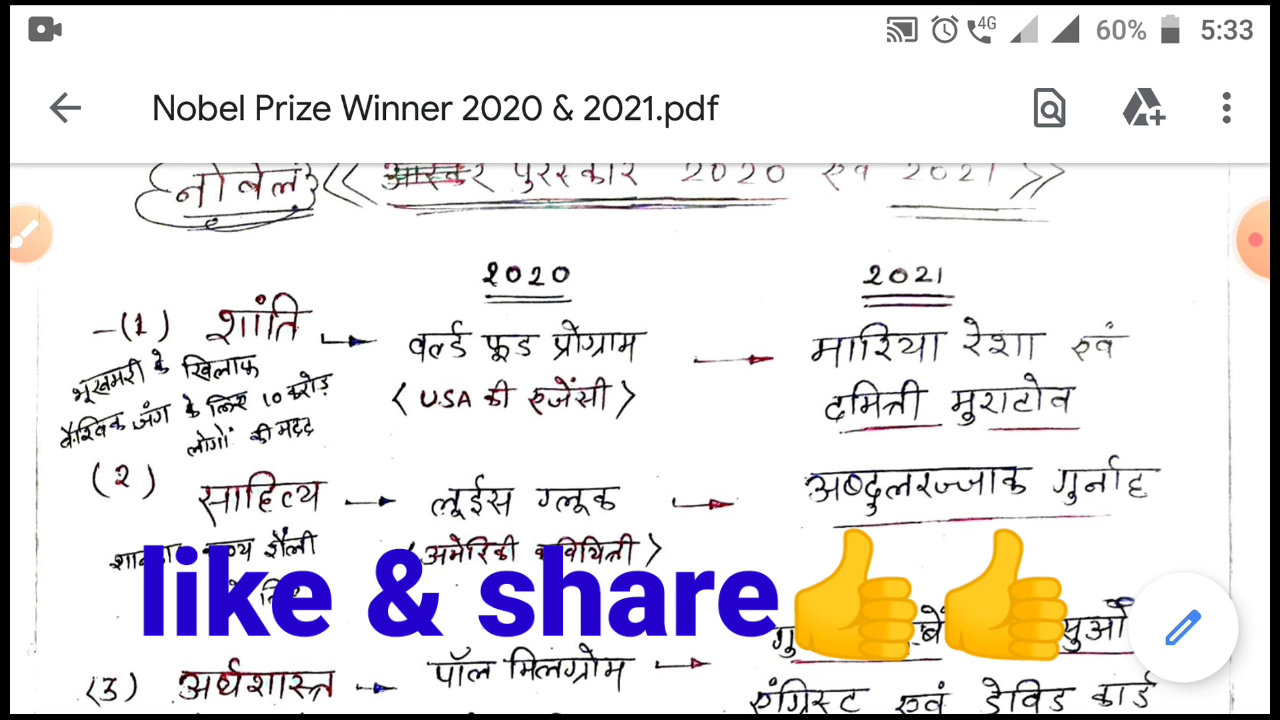 60% 5:33
4G
Nobel Prize Winner 2020 & 2021.pdf
{नोबेल} << आस्कर पुरस्कार 2020 एवं 2021 >>
2020 2021
(1) शांति → वर्ल्ड फूड प्रोग्राम → मारिया रेशा एवं
भूखमरी के खिलाफ <U.SA की एजेंसी> दमित्री मुराटोव
वैश्विक जंग के लिए 10 करोड़
लोगों की मदद
(2) साहित्य → लूईस ग्लूक → अब्दुलरज्जाक गुर्नाह
शैली <अमेरिकी कवियित्री>
like & share
(3) अर्थशास्त्र → पॉल मिलग्रोम →
एंग्रिस्ट एवं डेविड कार्ड